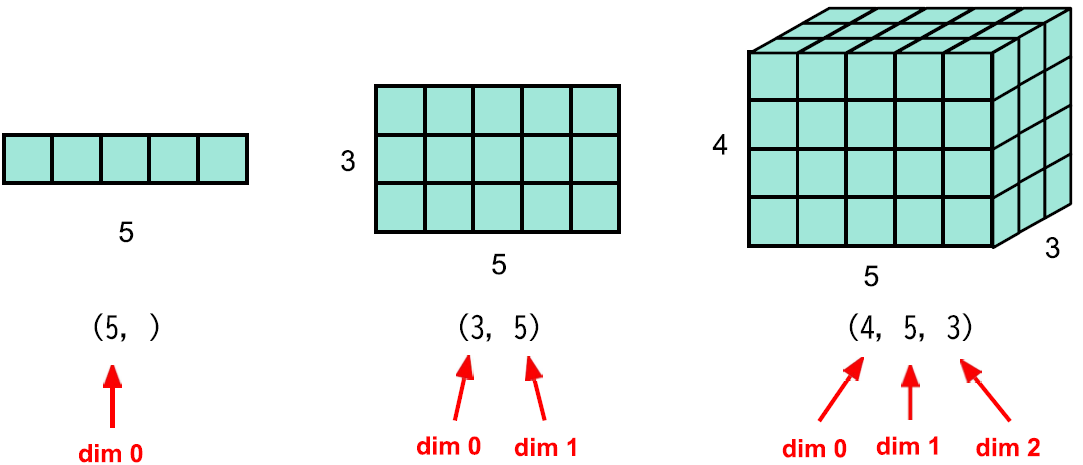 5
(5, )
dim 0
3
5
(3, 5)
dim 0 dim 1
4
5
3
(4, 5, 3)
dim 0 dim 1 dim 2